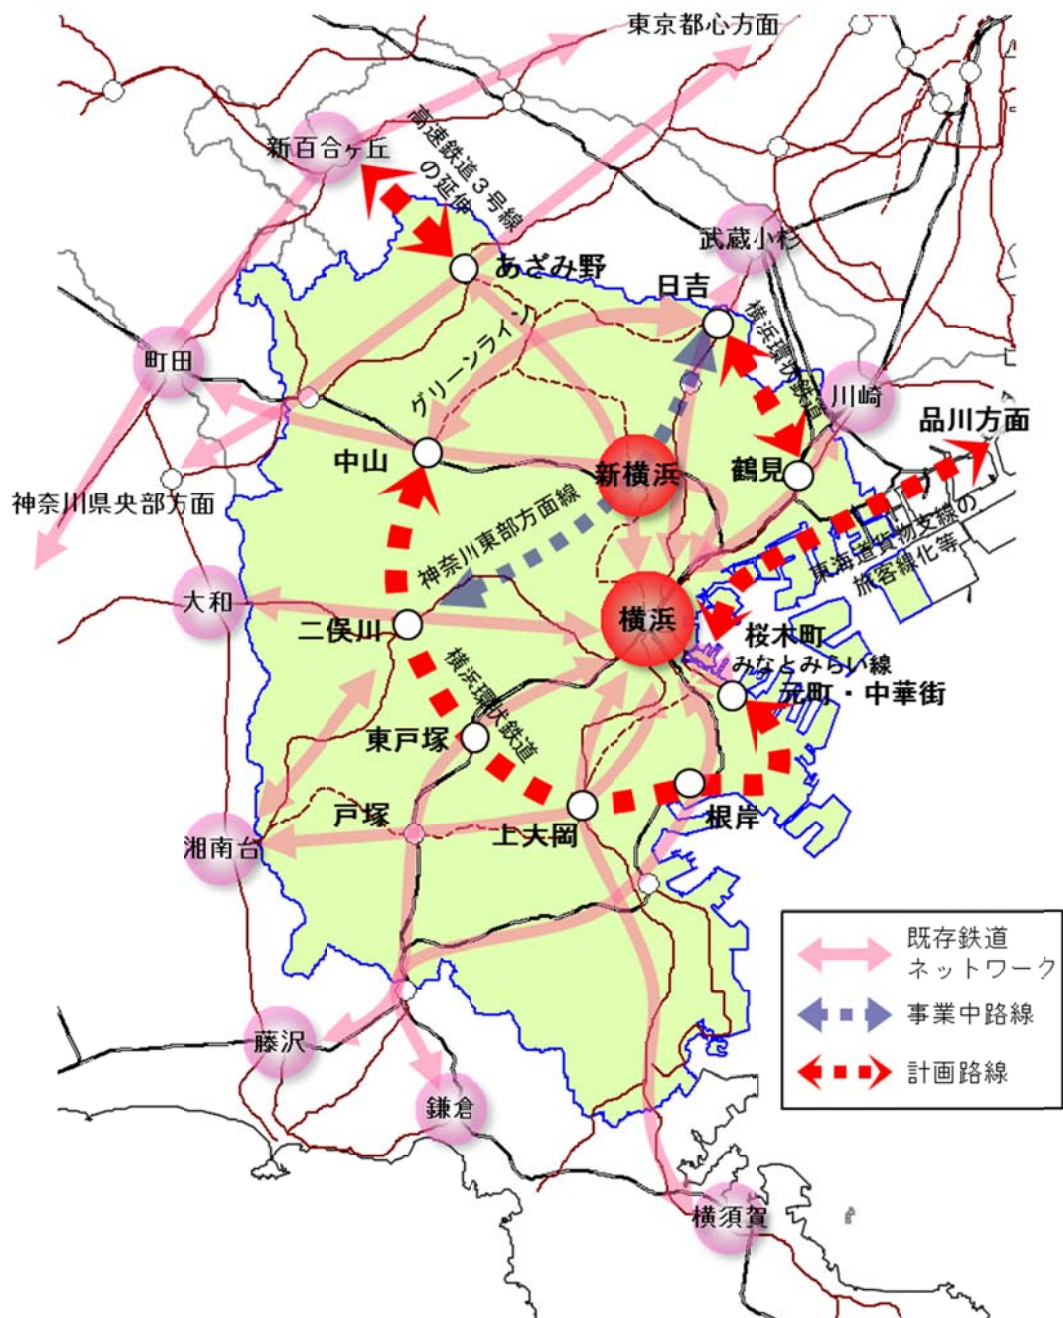 東京都心方面
新百合ヶ丘
高速鉄道3号線
の延伸
武蔵小杉
あざみ野
日吉
横浜環状鉄道
グリーンライン
町田
川崎
品川方面
中山
新横浜
鶴見
神奈川県央部方面
神奈川東部方面線
東海道貨物支線の
旅客線化等
大和
二俣川
横浜
桜木町
みなとみらい線
元町・中華街
横浜環状鉄道
東戸塚
戸塚
上大岡
根岸
湘南台
既存鉄道
ネットワーク
事業中路線
計画路線
藤沢
鎌倉
横須賀